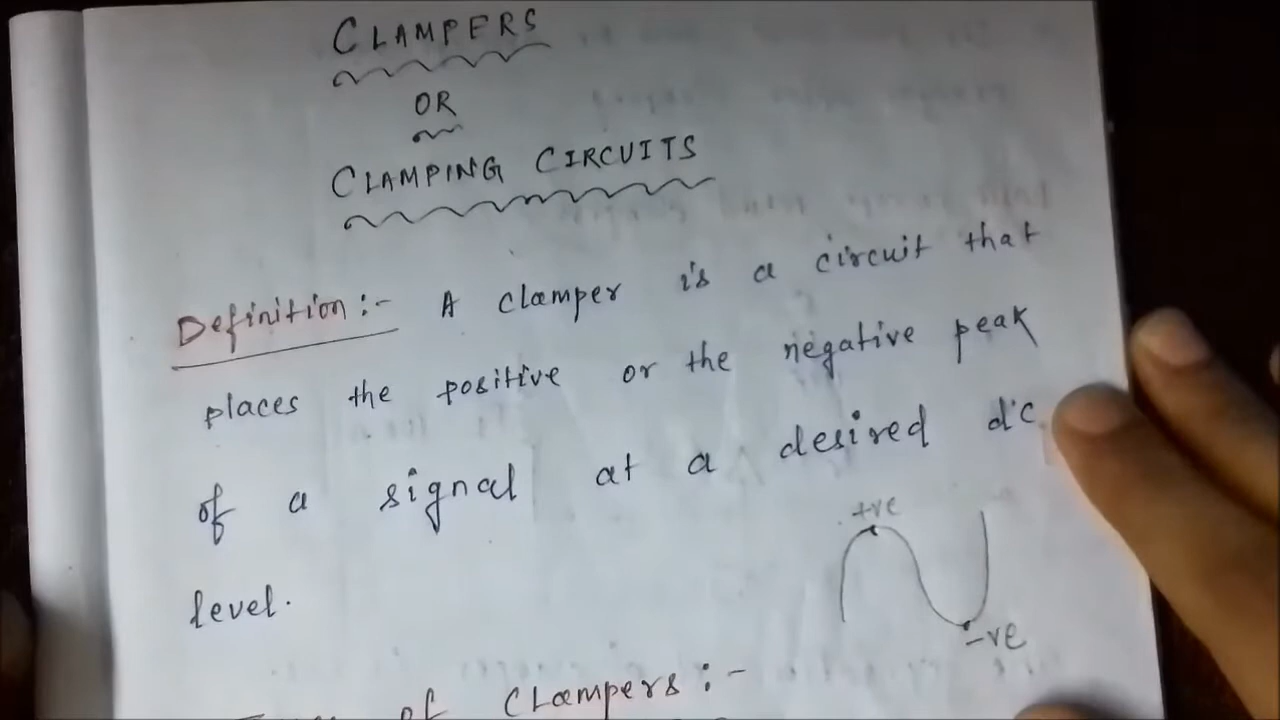 CLAMPERS
OR
CLAMPING CIRCUITS
Definition :- A clamper is a circuit that
places the positive or the negative peak
of a signal at a desired d'c
level.
+ve
-ve
of Clampers :-